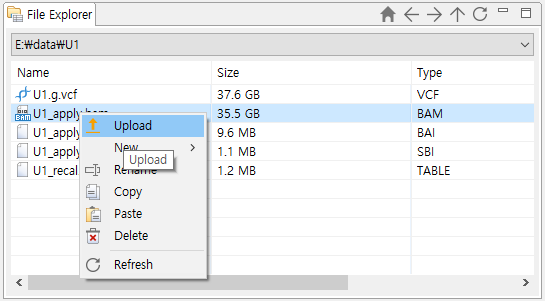 File Explorer
E:₩data₩U1
Name Size Type
U1.g.vcf 37.6 GB VCF
BAM U1_apply.bam 35.5 GB BAM
U1_apply 9.6 MB BAI
U1_apply 1.1 MB SBI
U1_recal. 1.2 MB TABLE
Upload
New
Upload
Rename
Copy
Paste
Delete
Refresh